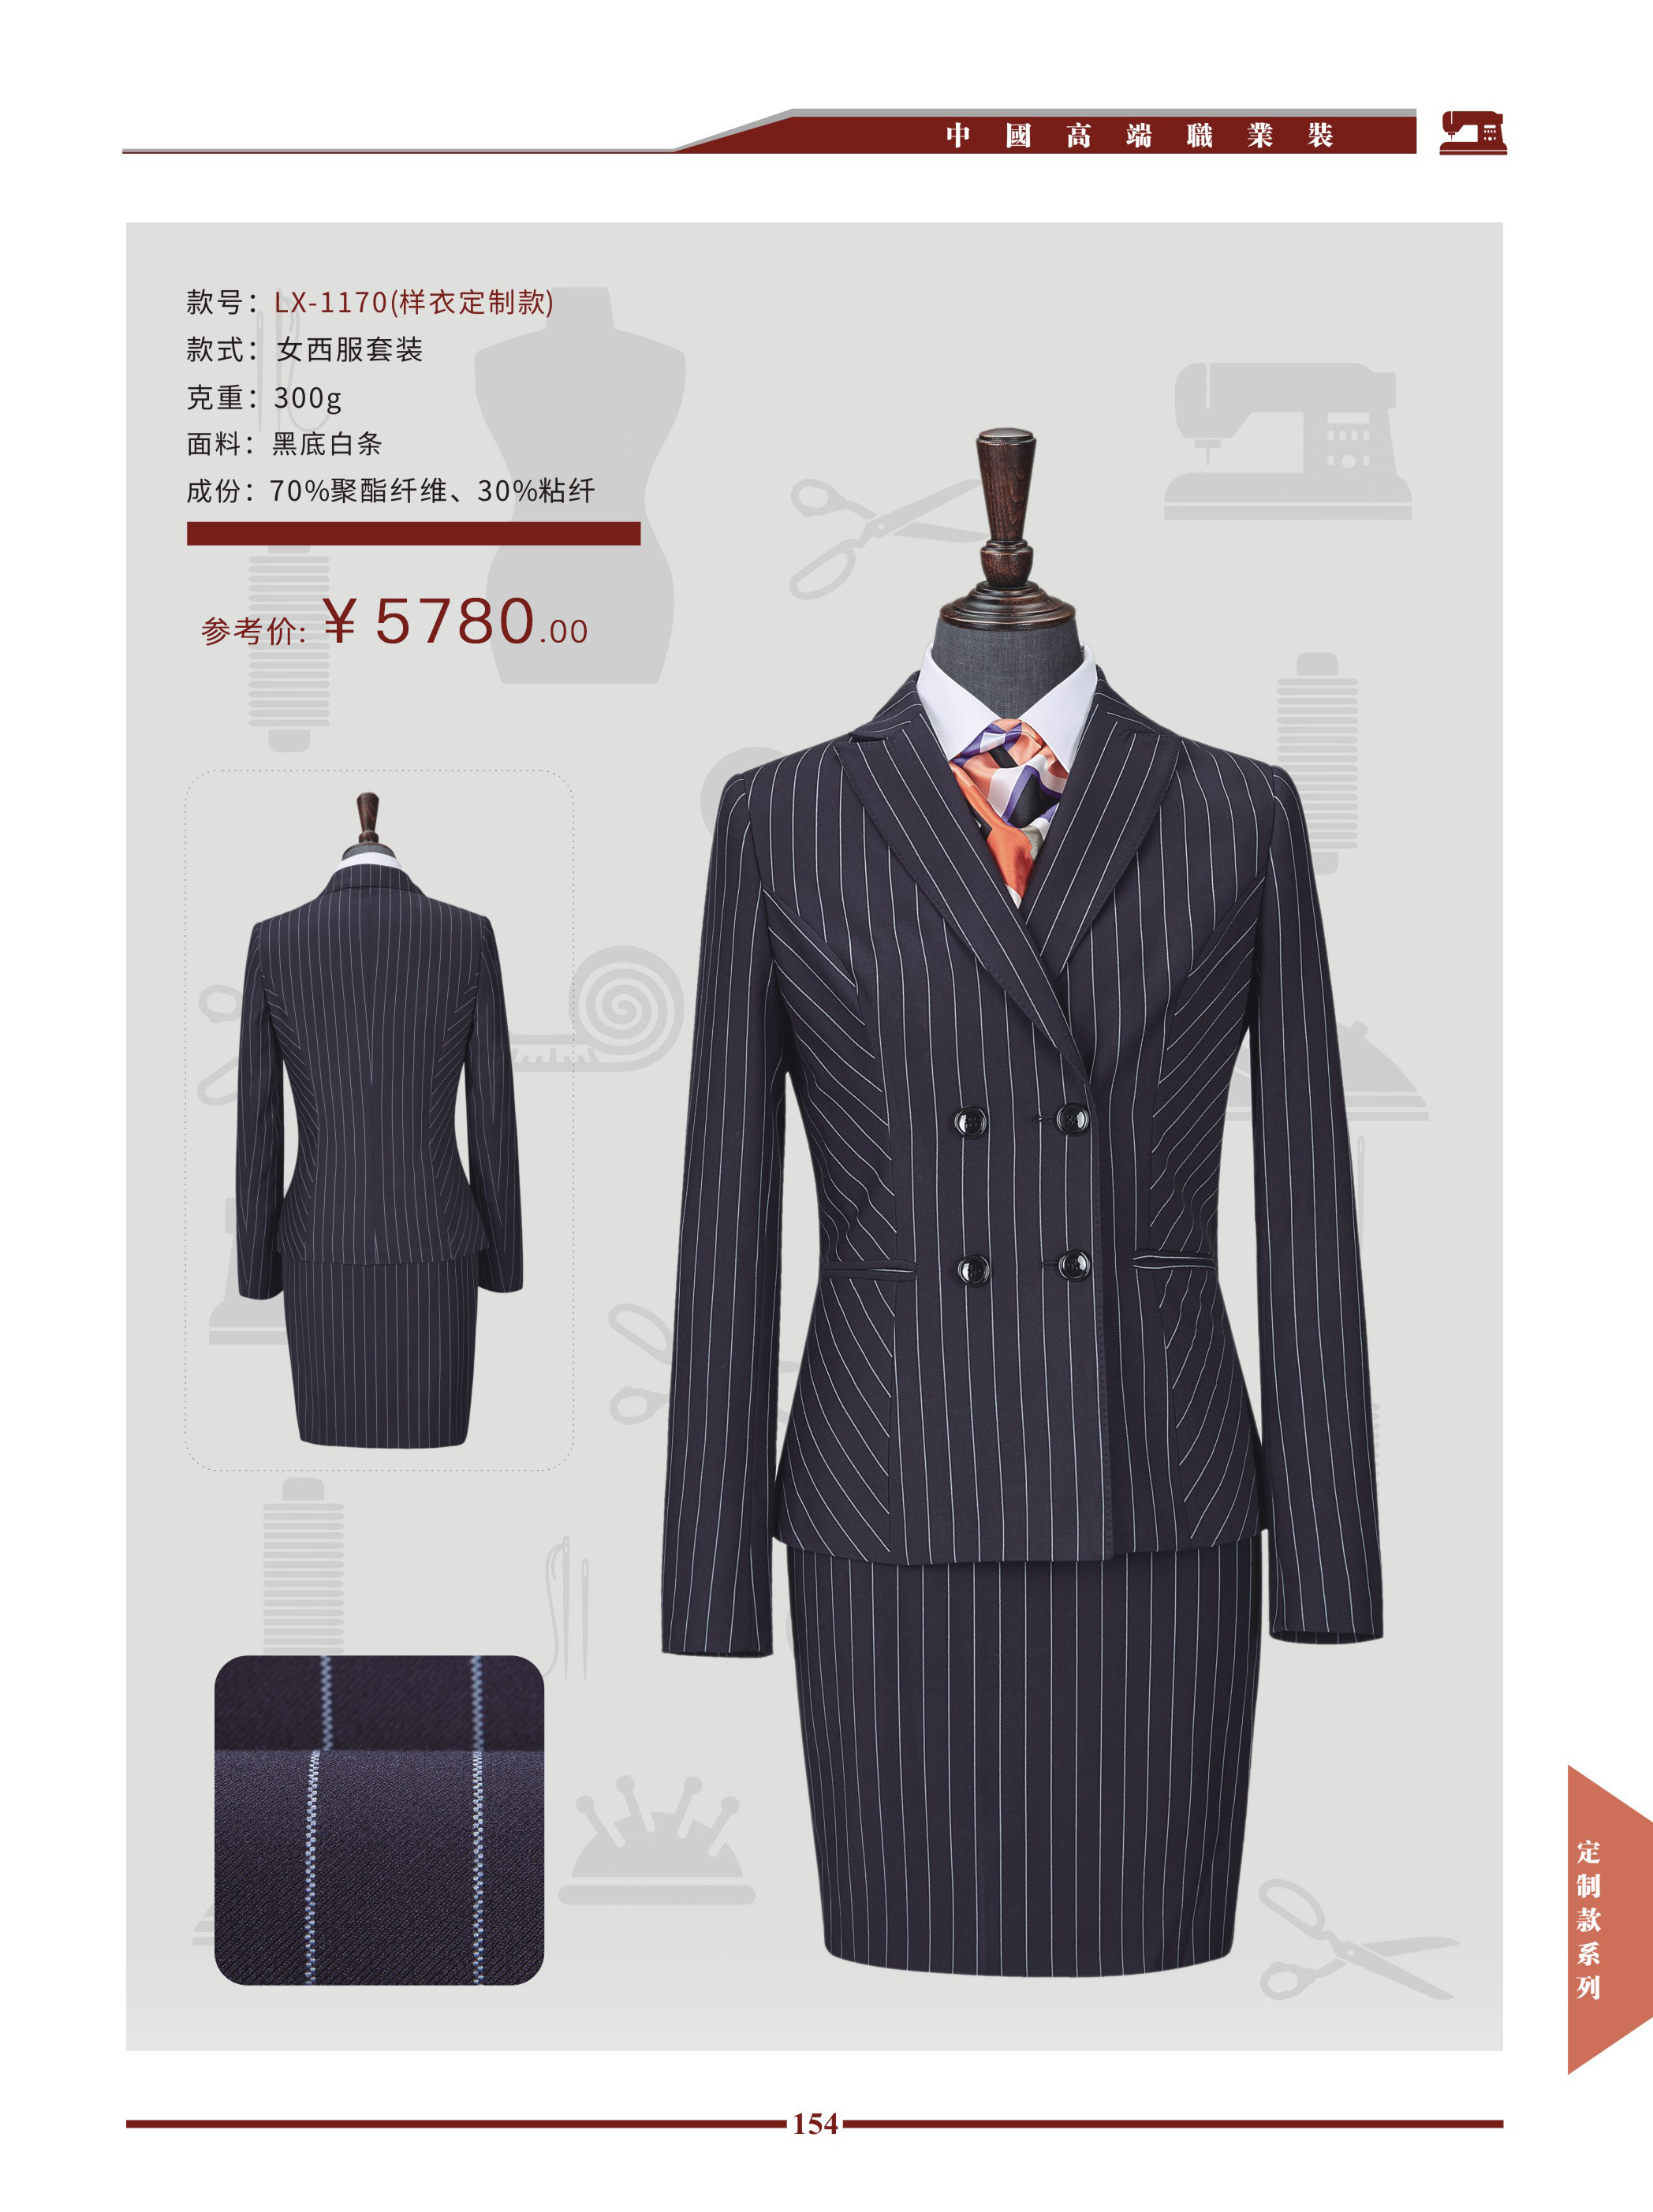 中國高端職業裝
款号：LX-1170(样衣定制款)
款式：女西服套装
克重：300g
面料：黑底白条
成份：70%聚酯纤维、30%粘纤
参考价：¥5780.00
定制款系列
154